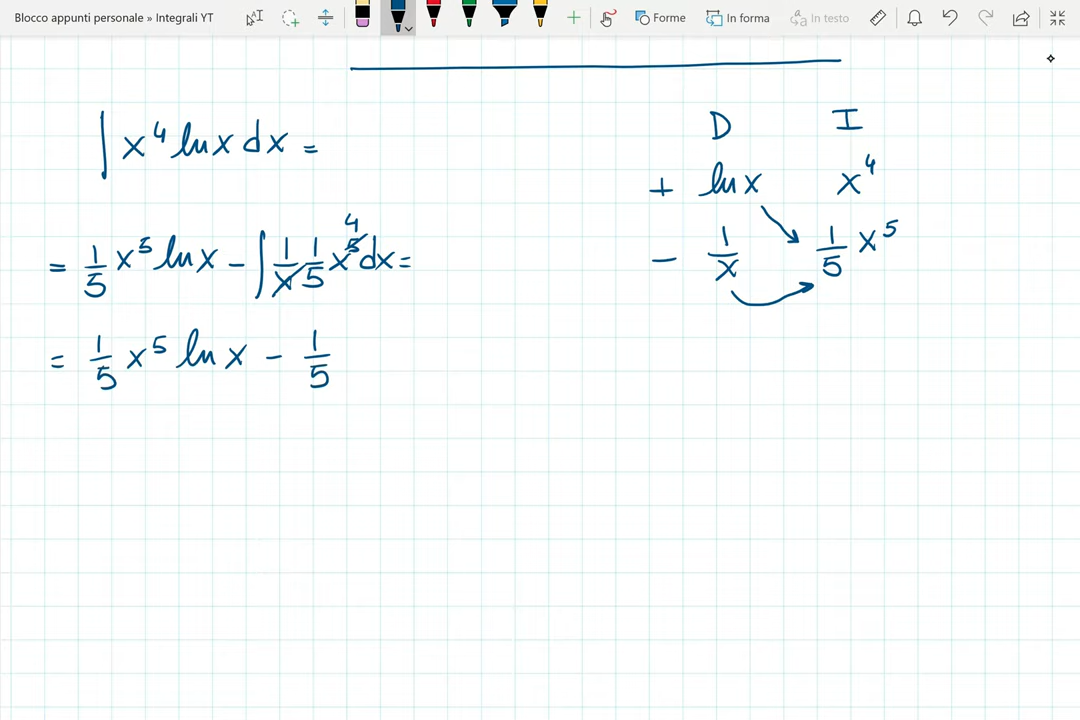 Blocco appunti personale » Integrali YT
Forme
In forma
In testo
∫ x⁴ ln x dx =
= 1/5 x⁵ ln x - ∫ 1/x 1/5 x⁵ 4 dx =
= 1/5 x⁵ ln x - 1/5
D I
+ ln x x⁴
- 1/x 1/5 x⁵